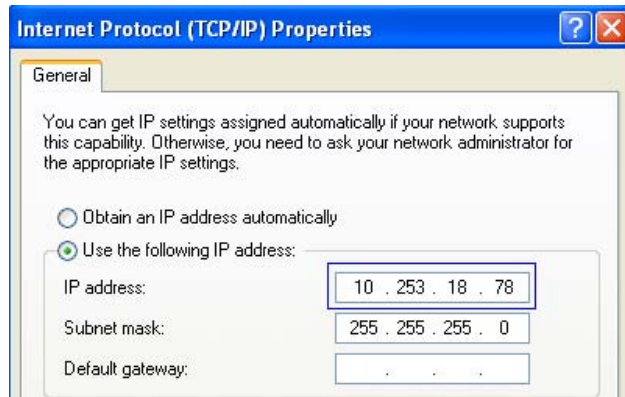 Internet Protocol (TCP/IP) Properties
General
You can get IP settings assigned automatically if your network supports
this capability. Otherwise, you need to ask your network administrator for
the appropriate IP settings.
Obtain an IP address automatically
Use the following IP address:
IP address: 10 . 253 . 18 . 78
Subnet mask: 255 . 255 . 255 . 0
Default gateway: . . .